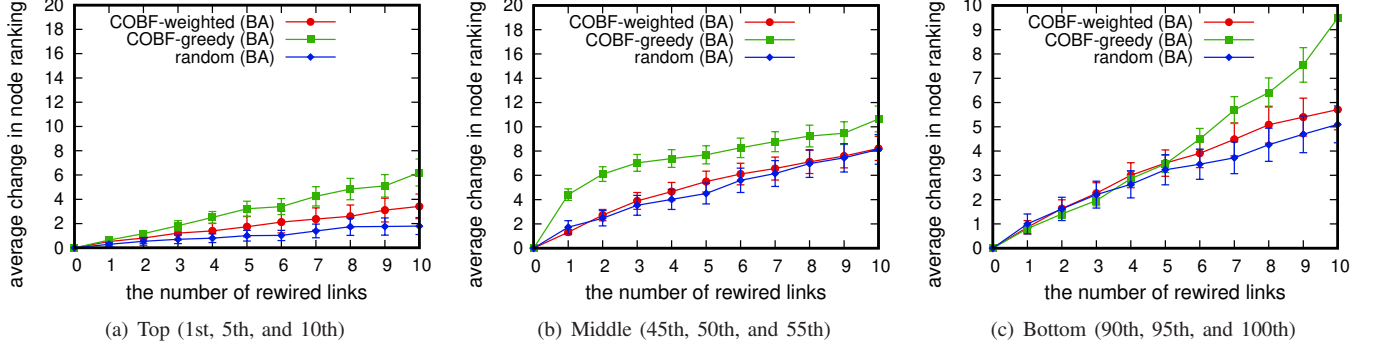 average change in node ranking
20
18
16
14
12
10
8
6
4
2
0
COBF-weighted (BA)
COBF-greedy (BA)
random (BA)
0 1 2 3 4 5 6 7 8 9 10
the number of rewired links
(a) Top (1st, 5th, and 10th)
average change in node ranking
20
18
16
14
12
10
8
6
4
2
0
COBF-weighted (BA)
COBF-greedy (BA)
random (BA)
0 1 2 3 4 5 6 7 8 9 10
the number of rewired links
(b) Middle (45th, 50th, and 55th)
average change in node ranking
10
9
8
7
6
5
4
3
2
1
0
COBF-weighted (BA)
COBF-greedy (BA)
random (BA)
0 1 2 3 4 5 6 7 8 9 10
the number of rewired links
(c) Bottom (90th, 95th, and 100th)